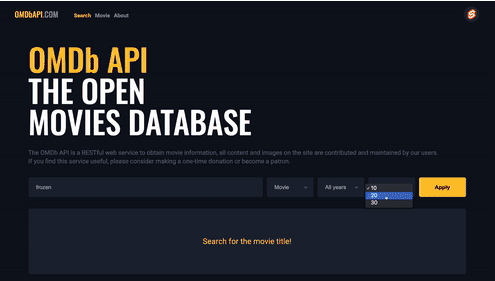 OMDbAPI.COM
Search Movie About
OMDb API
THE OPEN
MOVIES DATABASE
The OMDb API is a RESTful web service to obtain movie information, all content and images on the site are contributed and maintained by our users.
If you find this service useful, please consider making a one-time donation or become a patron.
frozen Movie All years 10 Apply
20
30
Search for the movie title!